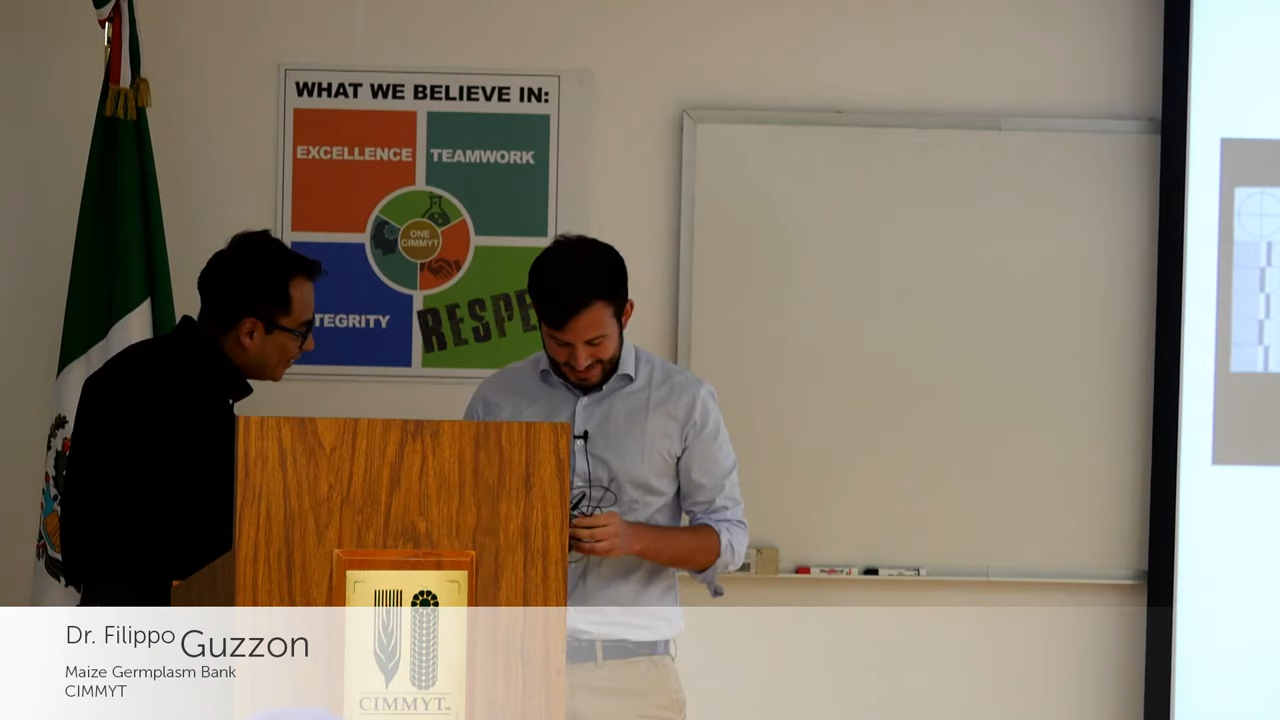 WHAT WE BELIEVE IN:
EXCELLENCE
TEAMWORK
ONE
CIMMYT
TEGRITY
RESPE
CIMMYT
Dr. Filippo Guzzon
Maize Germplasm Bank
CIMMYT